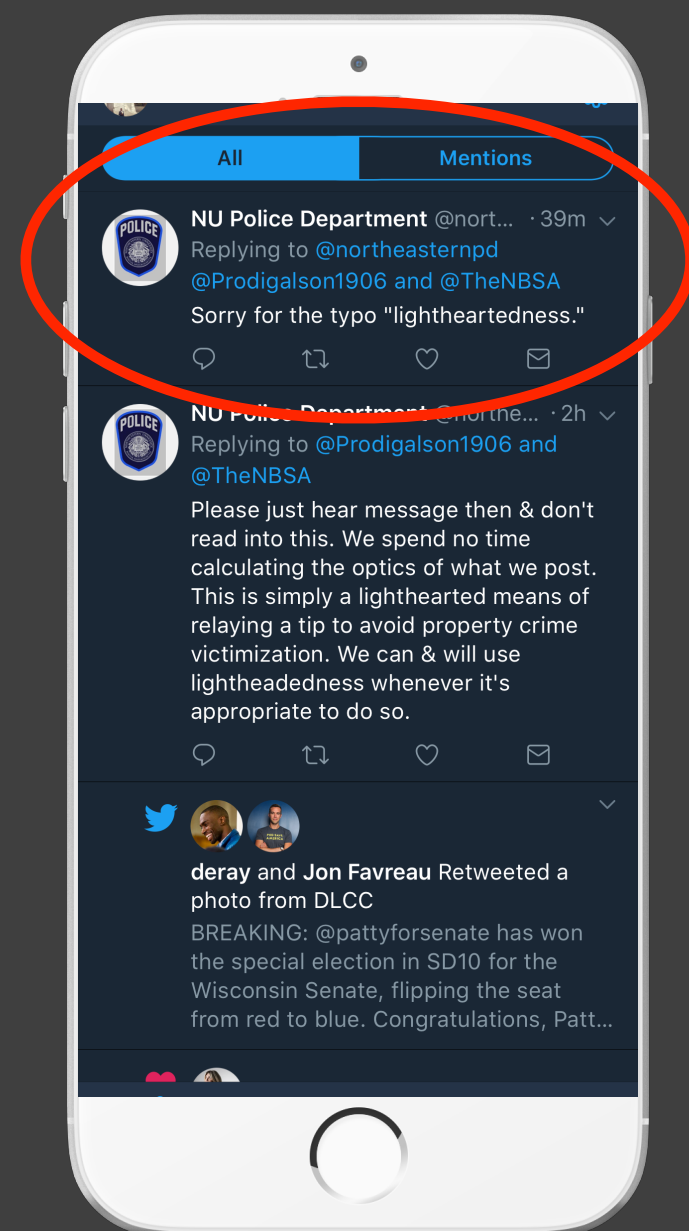 All Mentions
NU Police Department @nort... · 39m
Replying to @northeasternpd
@Prodigalson1906 and @TheNBSA
Sorry for the typo "lightheartedness."
NU Police Department @northe... · 2h
Replying to @Prodigalson1906 and
@TheNBSA
Please just hear message then & don't
read into this. We spend no time
calculating the optics of what we post.
This is simply a lighthearted means of
relaying a tip to avoid property crime
victimization. We can & will use
lightheadedness whenever it's
appropriate to do so.
deray and Jon Favreau Retweeted a
photo from DLCC
BREAKING: @pattyforsenate has won
the special election in SD10 for the
Wisconsin Senate, flipping the seat
from red to blue. Congratulations, Patt...
POLICE
POLICE